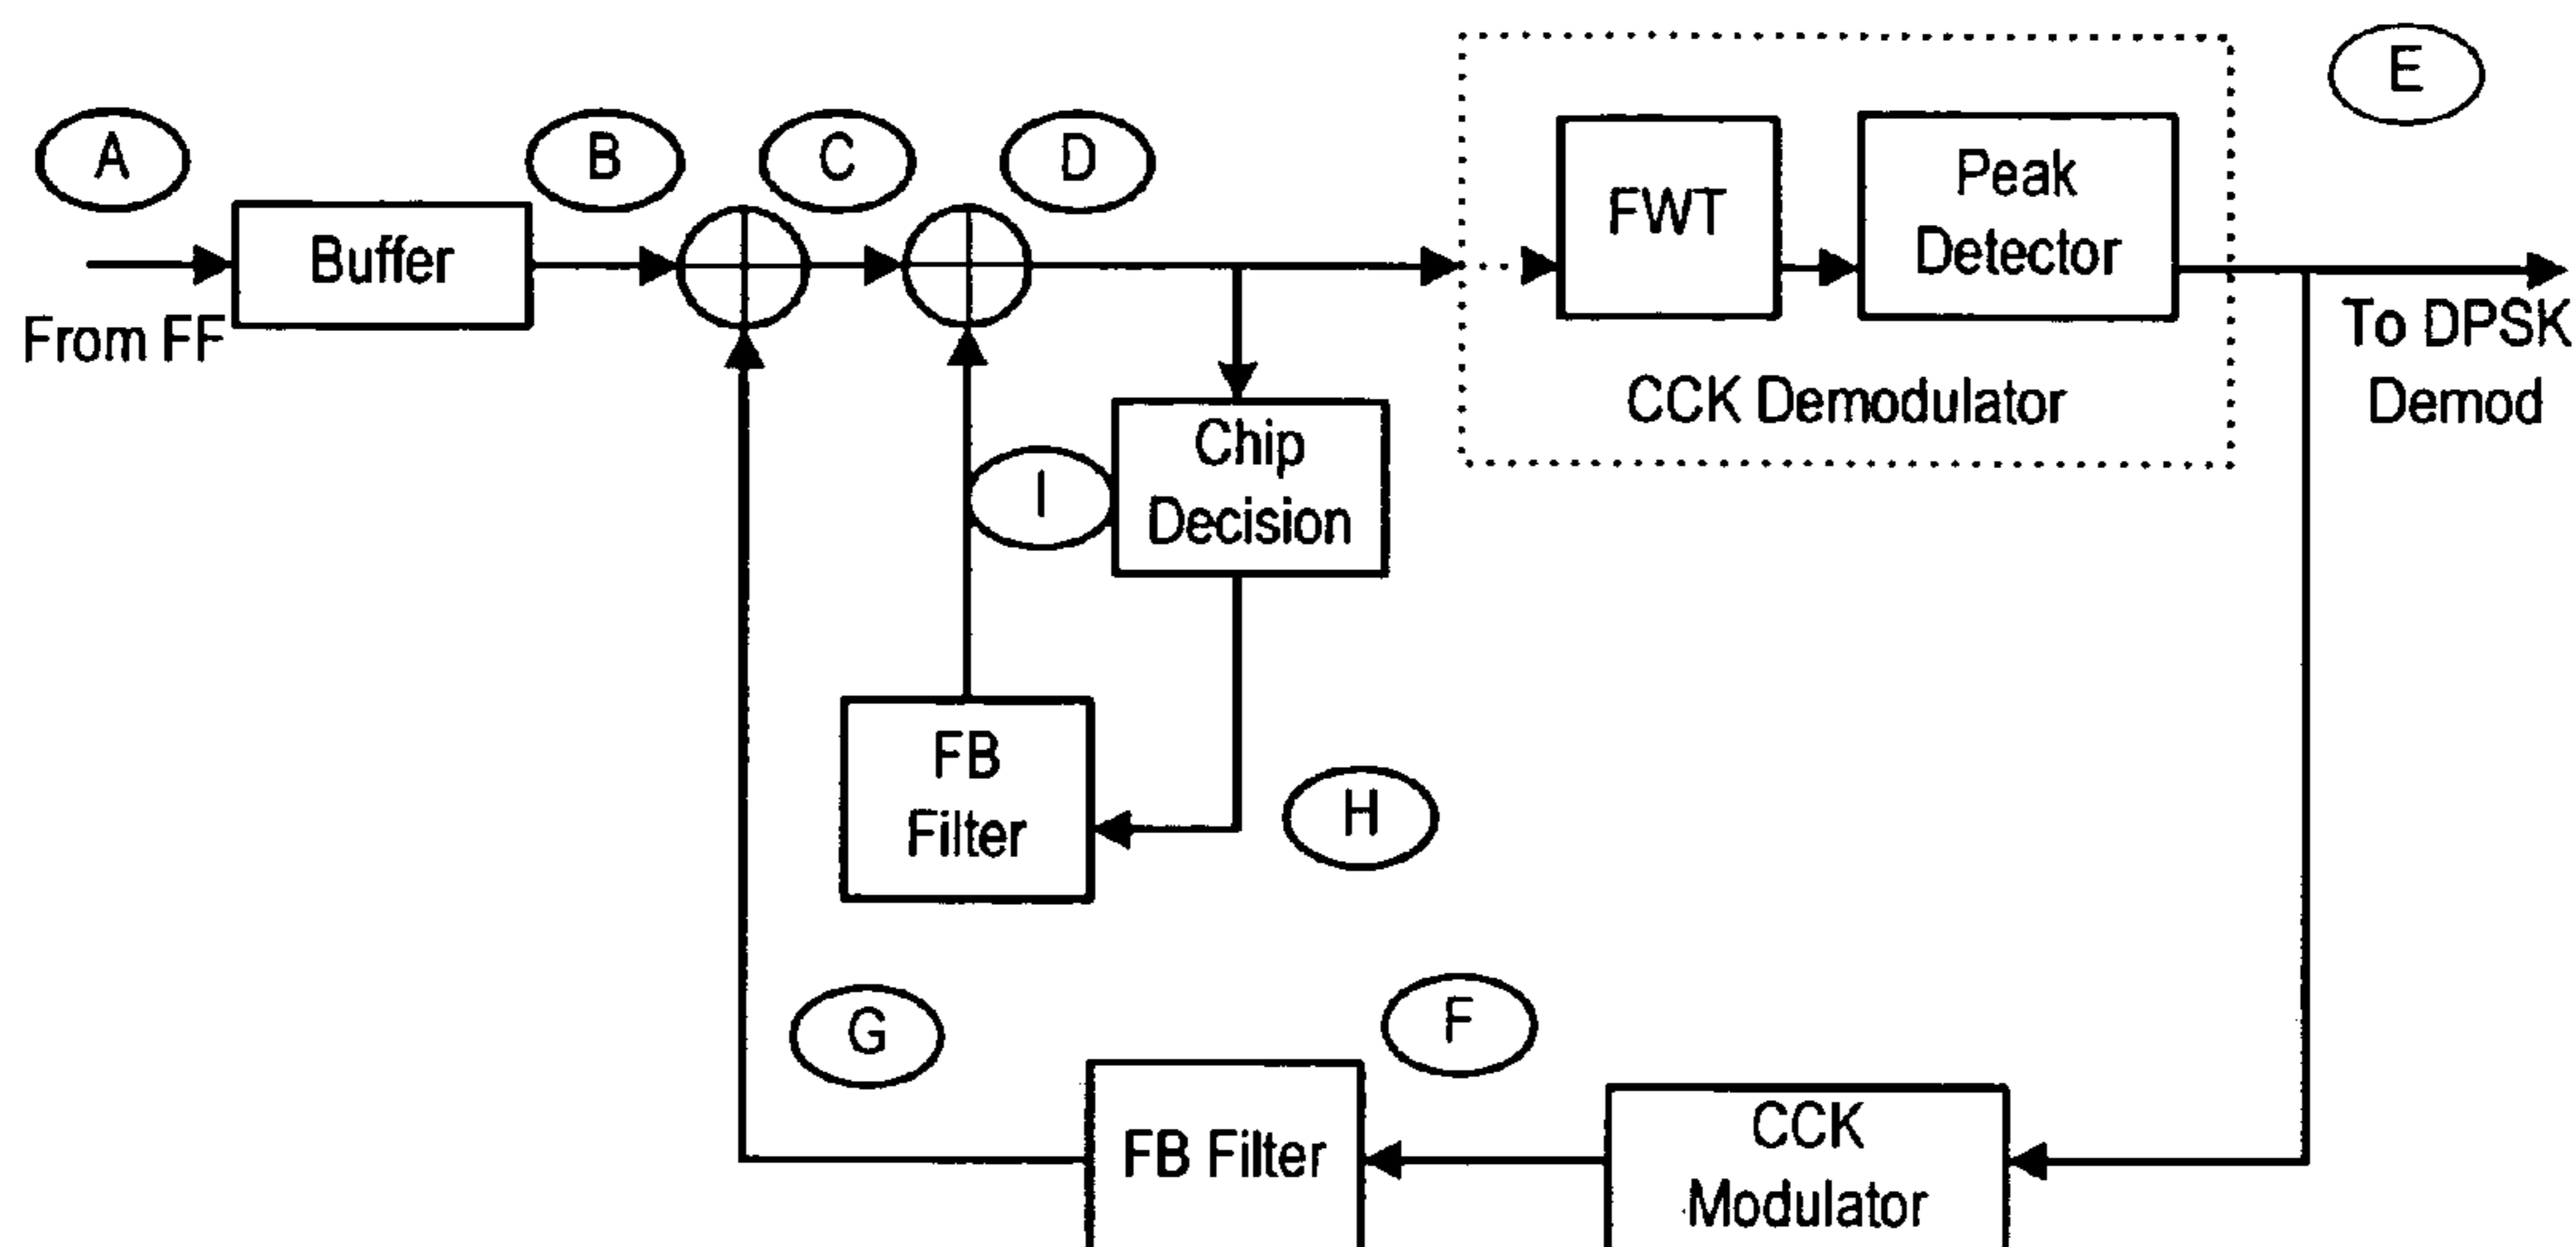 A
B
C
D
E
Buffer
From FF
FWT
Peak
Detector
CCK Demodulator
To DPSK
Demod
Chip
Decision
I
FB
Filter
H
G
F
FB Filter
CCK
Modulator